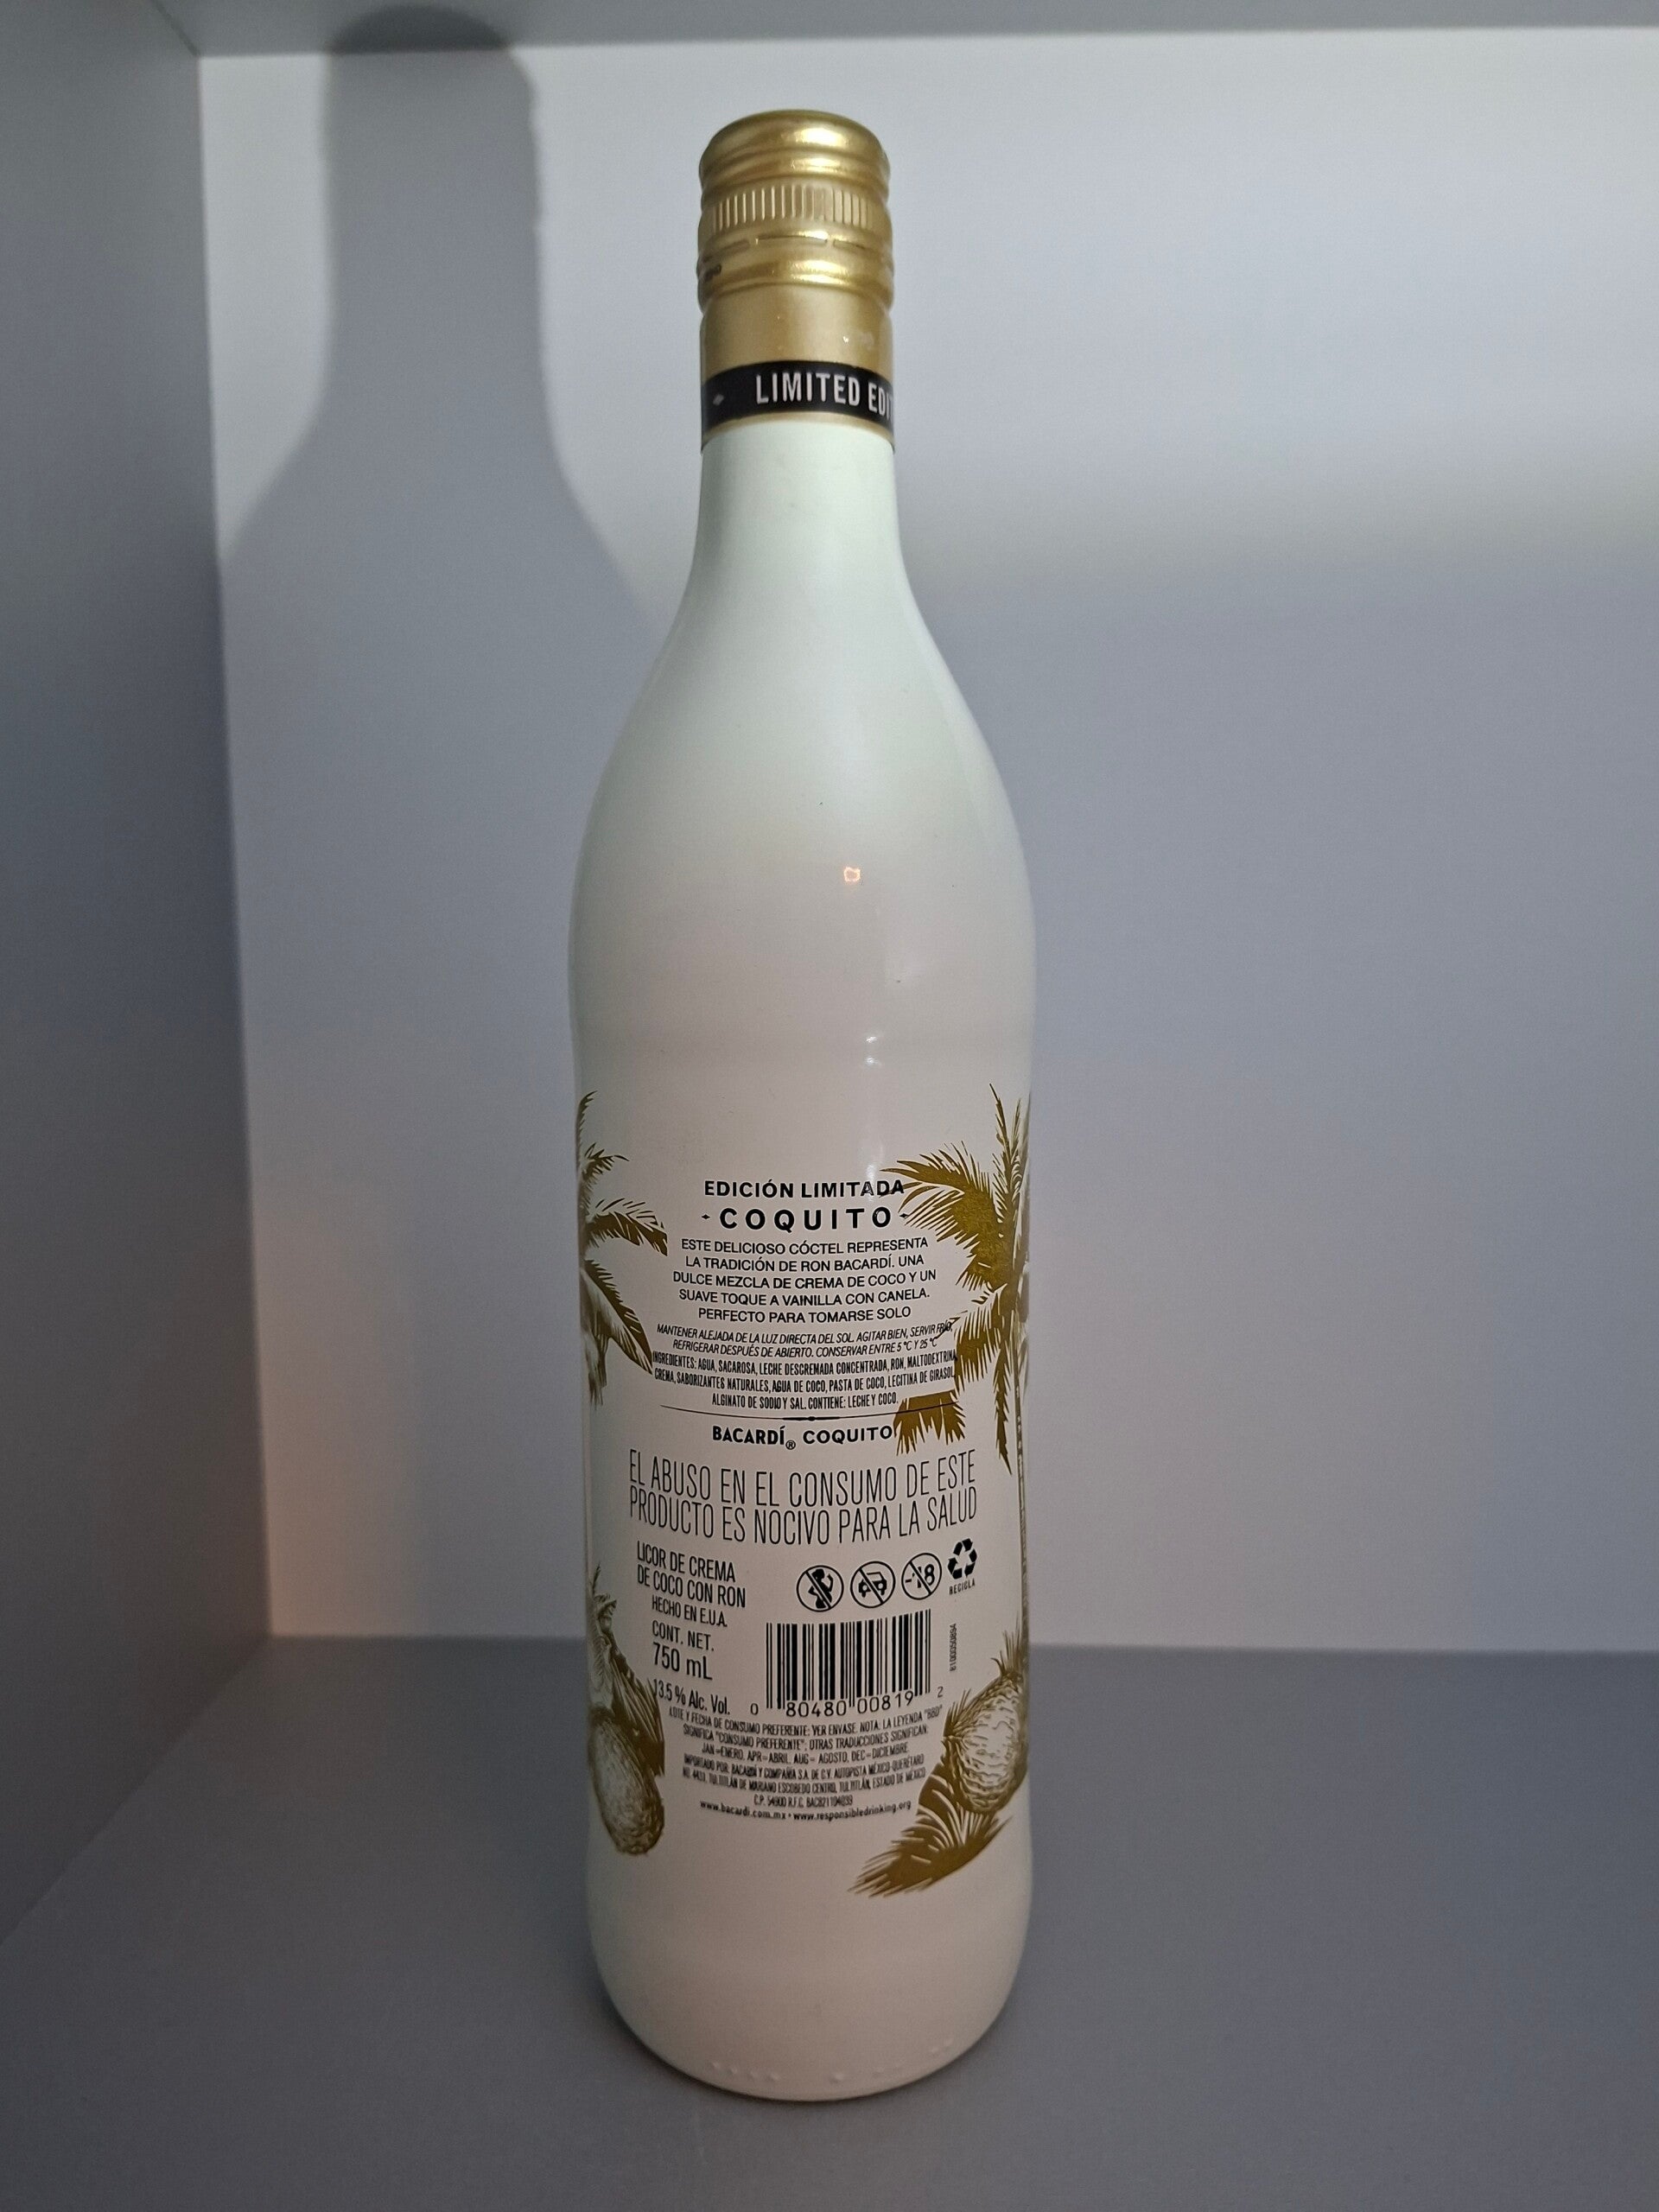 LIMITED EDI
EDICIÓN LIMITADA
COQUITO
ESTE DELICIOSO CÓCTEL REPRESENTA
LA TRADICIÓN DE RON BACARDÍ. UNA
DULCE MEZCLA DE CREMA DE COCO Y UN
SUAVE TOQUE A VAINILLA CON CANELA.
PERFECTO PARA TOMARSE SOLO
MANTENER ALEJADA DE LA LUZ DIRECTA DEL SOL. AGITAR BIEN, SERVIR FRÍO,
REFRIGERAR DESPUÉS DE ABIERTO. CONSERVAR ENTRE 5 °C Y 25 °C
INGREDIENTES: AGUA, SACAROSA, LECHE DESCREMADA CONCENTRADA, RON, MALTODEXTRINA,
CREMA, SABORIZANTES NATURALES, AGUA DE COCO, PASTA DE COCO, LECITINA DE GIRASOL,
ALGINATO DE SODIO Y SAL. CONTIENE: LECHE Y COCO.
BACARDÍ® COQUITO
EL ABUSO EN EL CONSUMO DE ESTE
PRODUCTO ES NOCIVO PARA LA SALUD
LICOR DE CREMA
DE COCO CON RON
HECHO EN E.U.A.
CONT. NET.
750 mL
13.5 % Alc. Vol.
-18
RECICLA
0 80480 00819 2
LOTE Y FECHA DE CONSUMO PREFERENTE: VER ENVASE. NOTA: LA LEYENDA "BBD"
SIGNIFICA "CONSUMO PREFERENTE"; OTRAS TRADUCCIONES SIGNIFICAN:
JAN=ENERO, APR=ABRIL, AUG= AGOSTO, DEC= DICIEMBRE
IMPORTADO POR: BACARDÍ Y COMPAÑÍA S.A. DE C.V. AUTOPISTA MÉXICO-QUERÉTARO
NO. 4431, TULTITLÁN DE MARIANO ESCOBEDO CENTRO, TULTITLÁN, ESTADO DE MÉXICO
C.P. 54900 R.F.C. BAC821104039
www.bacardi.com.mx • www.responsibledrinking.org